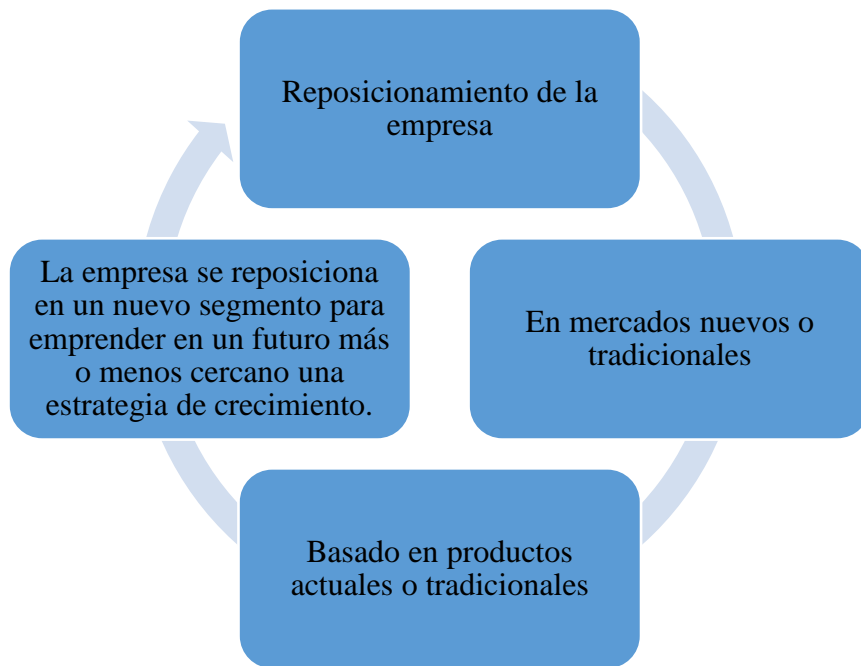 Reposicionamiento de la
empresa
En mercados nuevos o
tradicionales
Basado en productos
actuales o tradicionales
La empresa se reposiciona
en un nuevo segmento para
emprender en un futuro más
o menos cercano una
estrategia de crecimiento.